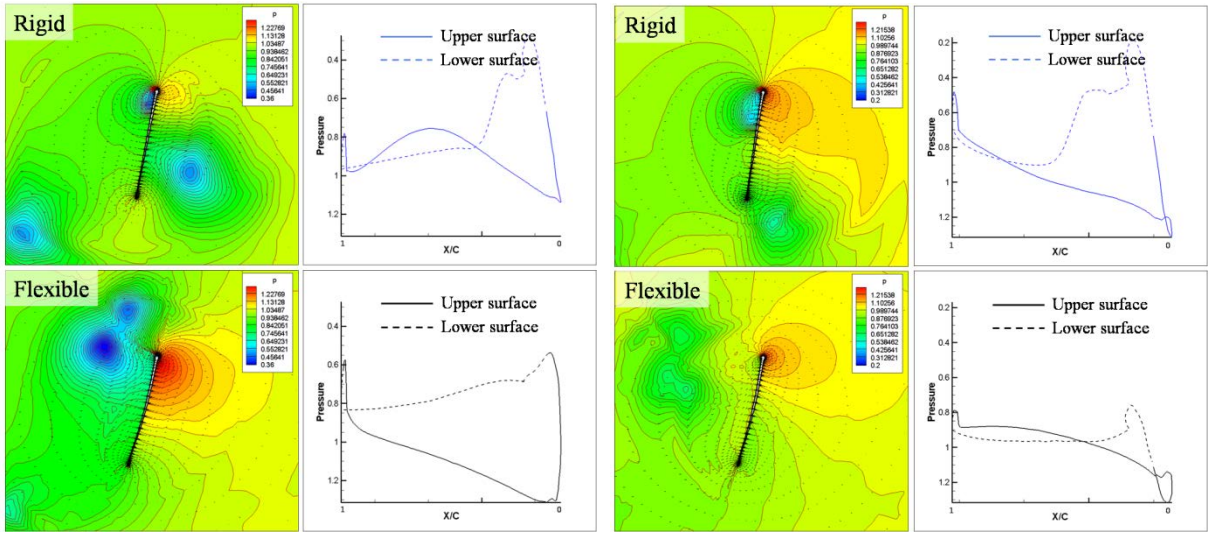 Rigid
P
1.22769
1.13128
1.03487
0.938462
0.842051
0.745641
0.649231
0.552821
0.45641
0.36
Upper surface
Lower surface
Pressure
0.4
0.6
0.8
1
1.2
1
0
X/C
Rigid
P
1.21538
1.10256
0.989744
0.876923
0.764103
0.651282
0.538462
0.425641
0.312821
0.2
Upper surface
Lower surface
Pressure
0.2
0.4
0.6
0.8
1
1.2
1
0
X/C
Flexible
P
1.22769
1.13128
1.03487
0.938462
0.842051
0.745641
0.649231
0.552821
0.45641
0.36
Upper surface
Lower surface
Pressure
0.4
0.6
0.8
1
1.2
1
0
X/C
Flexible
P
1.21538
1.10256
0.989744
0.876923
0.764103
0.651282
0.538462
0.425641
0.312821
0.2
Upper surface
Lower surface
Pressure
0.2
0.4
0.6
0.8
1
1.2
1
0
X/C